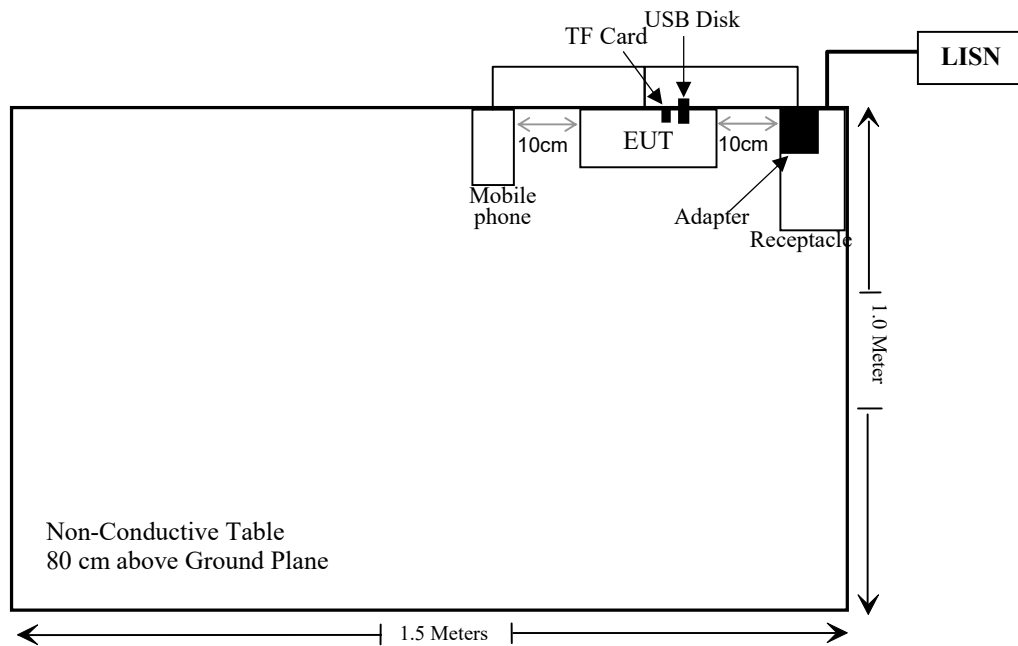 USB Disk
TF Card
LISN
EUT
10cm
10cm
Mobile
phone
Adapter
Receptacle
1.0 Meter
Non-Conductive Table
80 cm above Ground Plane
1.5 Meters